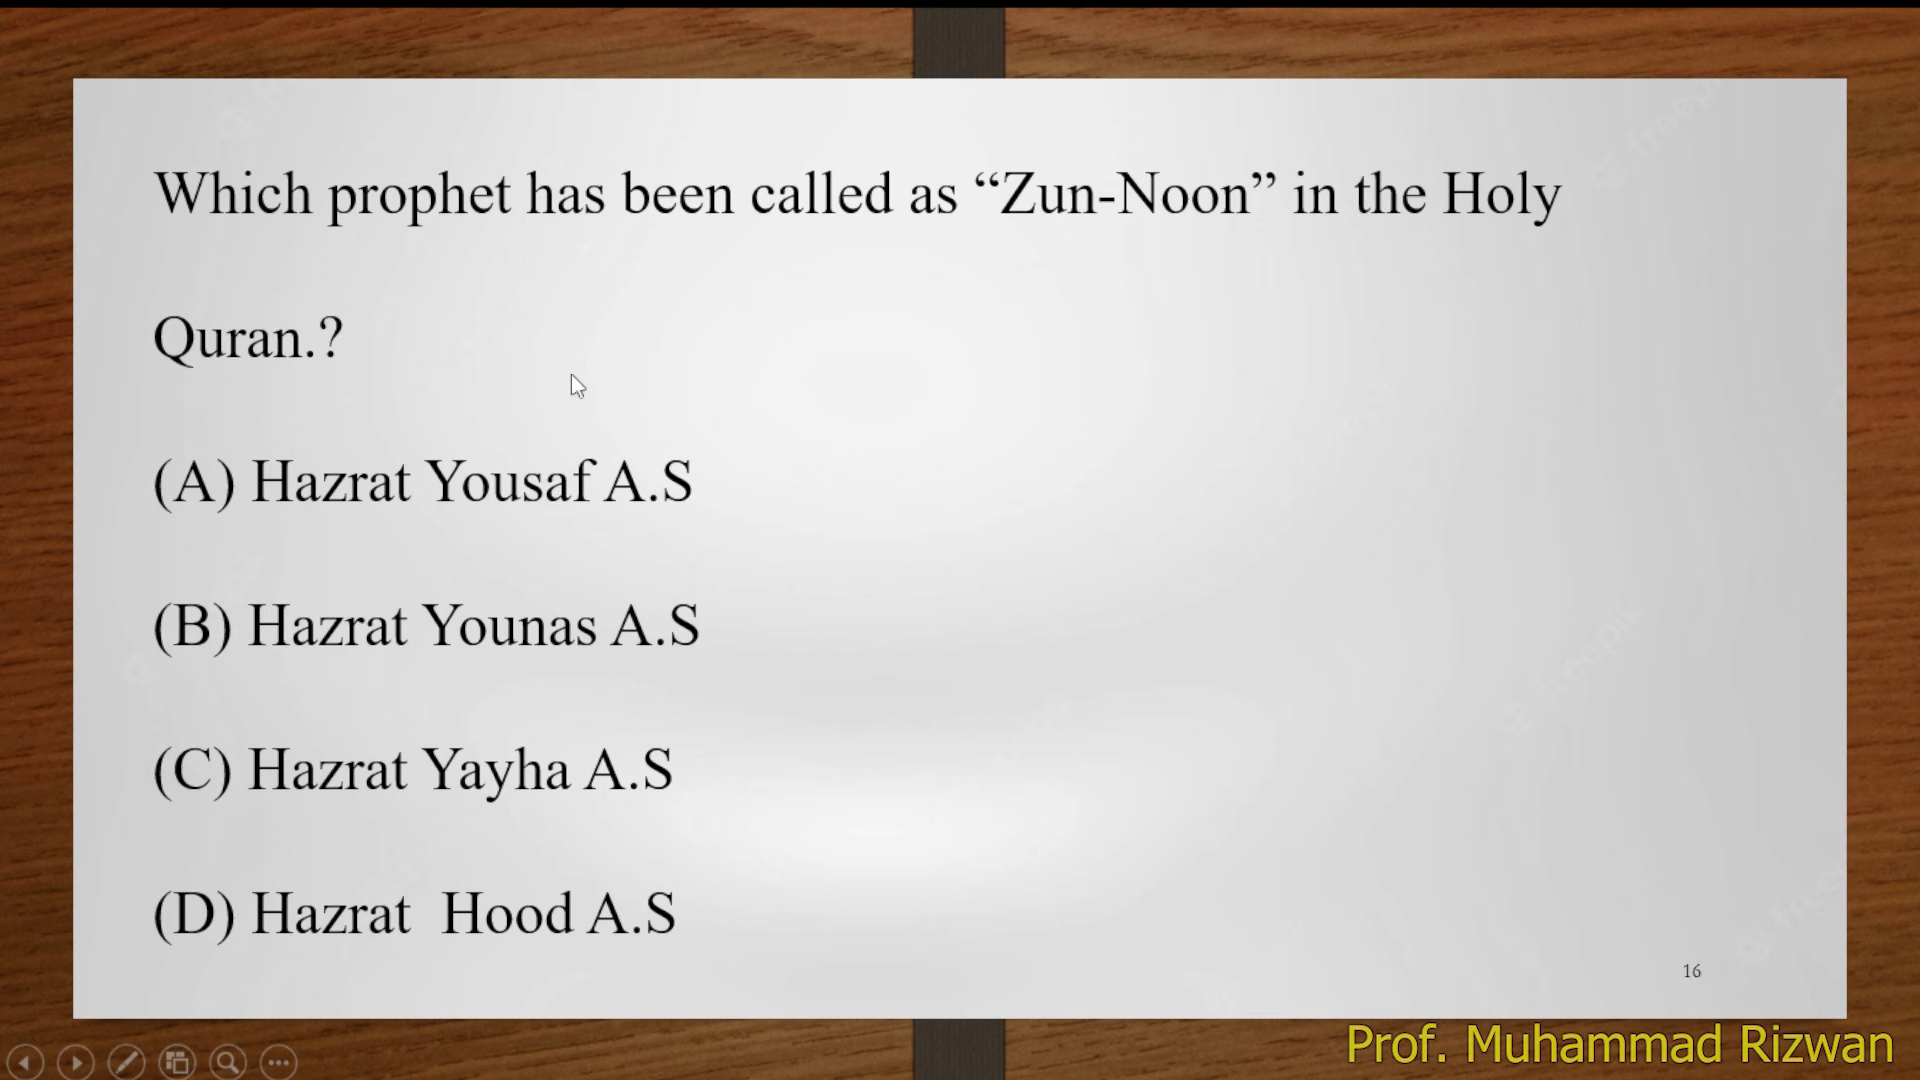 Which prophet has been called as “Zun-Noon” in the Holy
Quran.?
(A) Hazrat Yousaf A.S
(B) Hazrat Younas A.S
(C) Hazrat Yayha A.S
(D) Hazrat  Hood A.S
16
Prof. Muhammad Rizwan